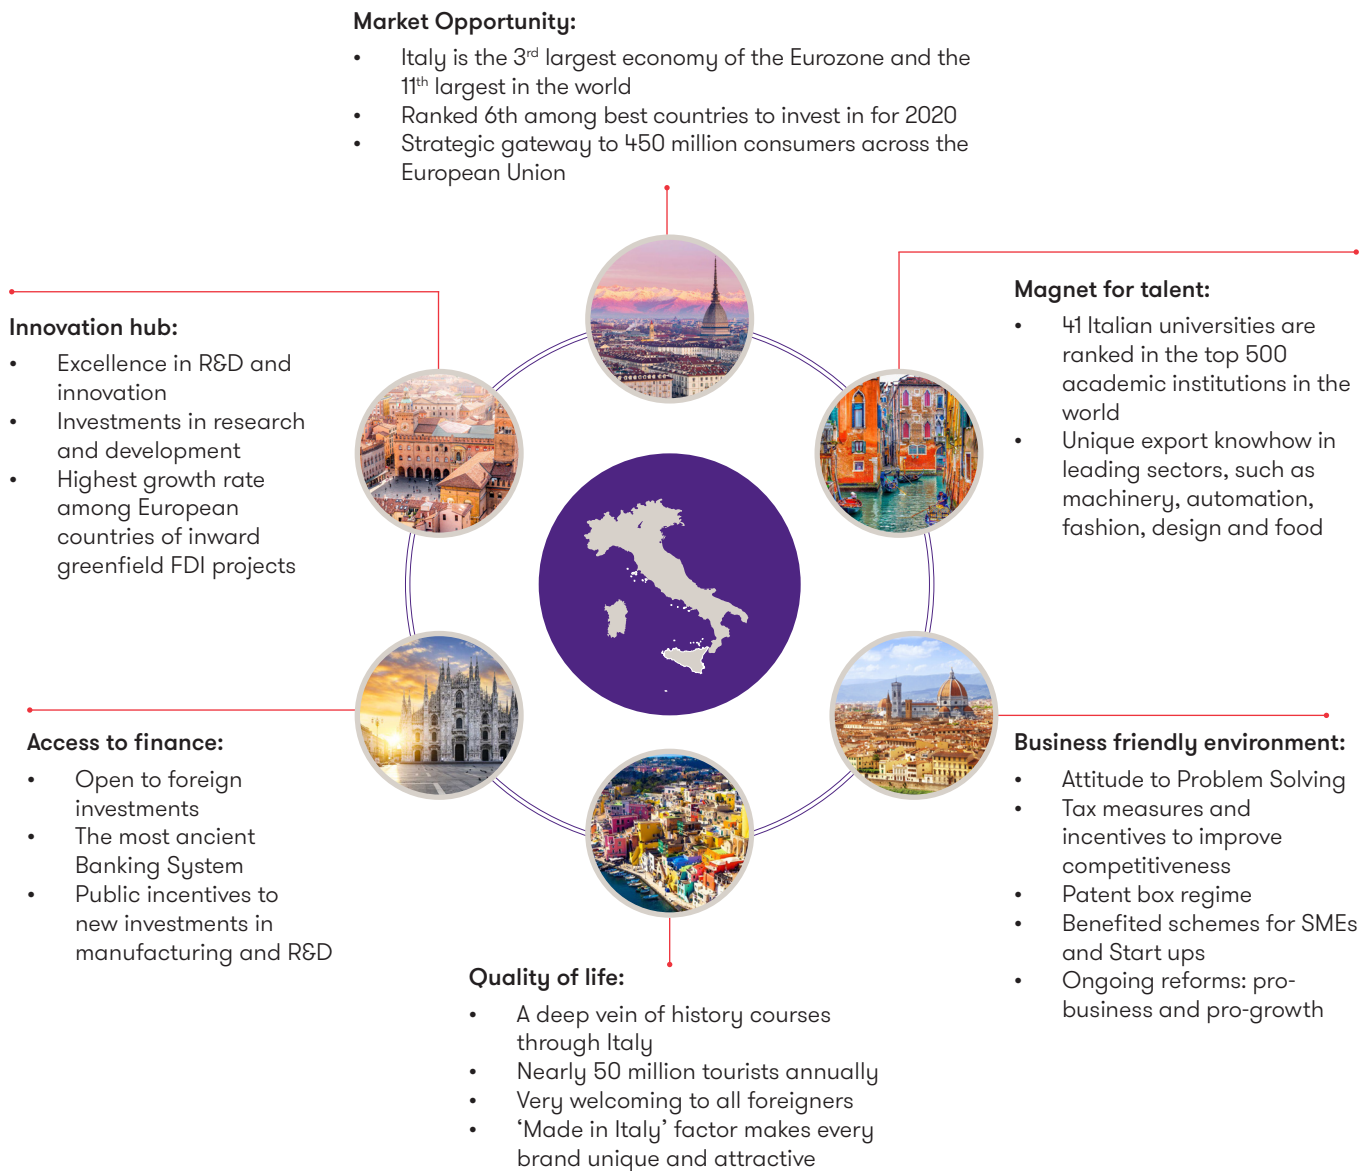 Market Opportunity:
• Italy is the 3rd largest economy of the Eurozone and the
11th largest in the world
• Ranked 6th among best countries to invest in for 2020
• Strategic gateway to 450 million consumers across the
European Union
Innovation hub:
• Excellence in R&D and
innovation
• Investments in research
and development
• Highest growth rate
among European
countries of inward
greenfield FDI projects
Magnet for talent:
• 41 Italian universities are
ranked in the top 500
academic institutions in the
world
• Unique export knowhow in
leading sectors, such as
machinery, automation,
fashion, design and food
Access to finance:
• Open to foreign
investments
• The most ancient
Banking System
• Public incentives to
new investments in
manufacturing and R&D
Business friendly environment:
• Attitude to Problem Solving
• Tax measures and
incentives to improve
competitiveness
• Patent box regime
• Benefited schemes for SMEs
and Start ups
• Ongoing reforms: pro-
business and pro-growth
Quality of life:
• A deep vein of history courses
through Italy
• Nearly 50 million tourists annually
• Very welcoming to all foreigners
• ‘Made in Italy’ factor makes every
brand unique and attractive